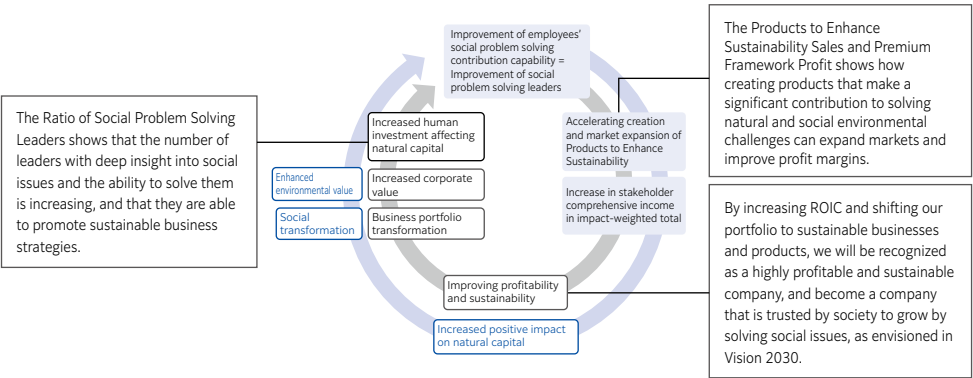 The Ratio of Social Problem Solving
Leaders shows that the number of
leaders with deep insight into social
issues and the ability to solve them
is increasing, and that they are able
to promote sustainable business
strategies.
Improvement of employees'
social problem solving
contribution capability =
Improvement of social
problem solving leaders
Increased human
investment affecting
natural capital
Enhanced
environmental value
Increased corporate
value
Social
transformation
Business portfolio
transformation
Accelerating creation
and market expansion of
Products to Enhance
Sustainability
Increase in stakeholder
comprehensive income
in impact-weighted total
Improving profitability
and sustainability
Increased positive impact
on natural capital
The Products to Enhance
Sustainability Sales and Premium
Framework Profit shows how
creating products that make a
significant contribution to solving
natural and social environmental
challenges can expand markets and
improve profit margins.
By increasing ROIC and shifting our
portfolio to sustainable businesses
and products, we will be recognized
as a highly profitable and sustainable
company, and become a company
that is trusted by society to grow by
solving social issues, as envisioned in
Vision 2030.